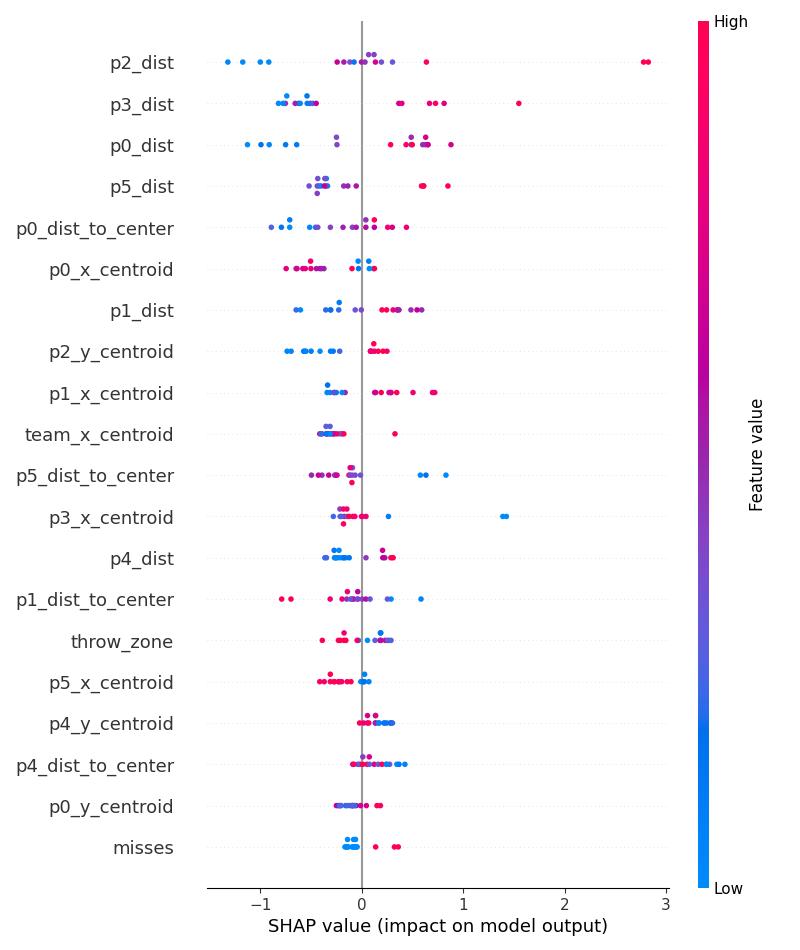 High
p2_dist
p3_dist
p0_dist
p5_dist
p0_dist_to_center
p0_x_centroid
p1_dist
p2_y_centroid
p1_x_centroid
team_x_centroid
p5_dist_to_center
p3_x_centroid
p4_dist
p1_dist_to_center
throw_zone
p5_x_centroid
p4_y_centroid
p4_dist_to_center
p0_y_centroid
misses
Feature value
Low
−1 0 1 2 3
SHAP value (impact on model output)